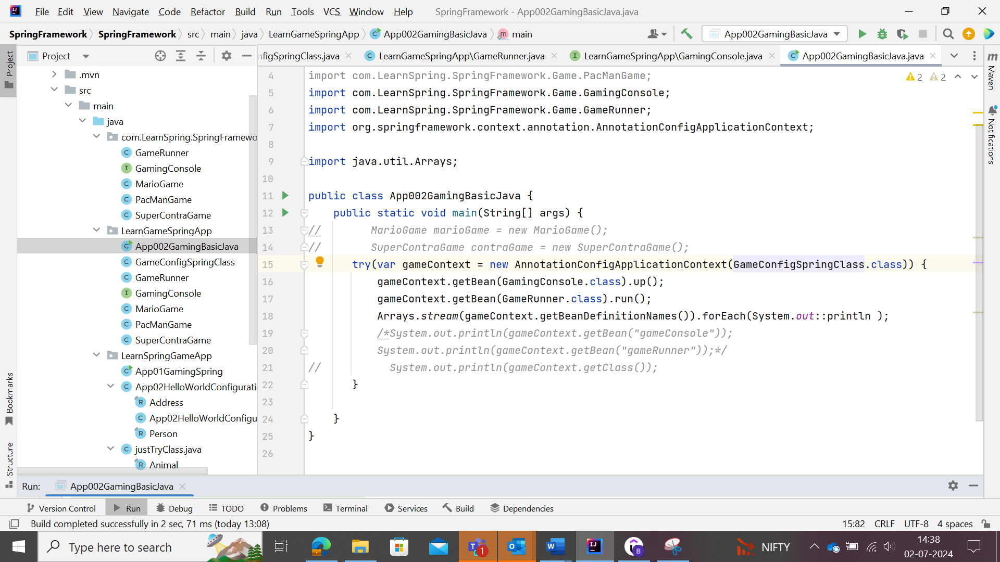 File Edit View Navigate Code Refactor Build Run Tools VCS Window Help SpringFramework - App002GamingBasicJava.java
SpringFramework SpringFramework src main java LearnGameSpringApp App002GamingBasicJava main App002GamingBasicJava
Project
Project
nfigSpringClass.java LearnGameSpringApp\GameRunner.java LearnGameSpringApp\GamingConsole.java App002GamingBasicJava.java
Maven
Notifications
.mvn
src
main
java
com.LearnSpring.SpringFramewo
GameRunner
GamingConsole
MarioGame
PacManGame
SuperContraGame
LearnGameSpringApp
App002GamingBasicJava
GameConfigSpringClass
GameRunner
GamingConsole
MarioGame
PacManGame
SuperContraGame
LearnSpringGameApp
App01GamingSpring
App02HelloWorldConfigurati
Address
App02HelloWorldConfigu
Person
justTryClass.java
Animal
Bookmarks
Structure
2 2
4 import com.LearnSpring.SpringFramework.Game.PacManGame;
5 import com.LearnSpring.SpringFramework.Game.GamingConsole;
6 import com.LearnSpring.SpringFramework.Game.GameRunner;
7 import org.springframework.context.annotation.AnnotationConfigApplicationContext;
8
9 import java.util.Arrays;
10
11 public class App002GamingBasicJava {
12 public static void main(String[] args) {
13 // MarioGame marioGame = new MarioGame();
14 // SuperContraGame contraGame = new SuperContraGame();
15 try(var gameContext = new AnnotationConfigApplicationContext(GameConfigSpringClass.class)) {
16 gameContext.getBean(GamingConsole.class).up();
17 gameContext.getBean(GameRunner.class).run();
18 Arrays.stream(gameContext.getBeanDefinitionNames()).forEach(System.out::println );
19 /*System.out.println(gameContext.getBean("gameConsole"));
20 System.out.println(gameContext.getBean("gameRunner"));*/
21 // System.out.println(gameContext.getClass());
22 }
23
24 }
25 }
26
Run: App002GamingBasicJava
Version Control Run Debug TODO Problems Terminal Services Build Dependencies
Build completed successfully in 2 sec, 71 ms (today 13:08) 15:82 CRLF UTF-8 4 spaces
Type here to search
1
NIFTY
14:38
02-07-2024